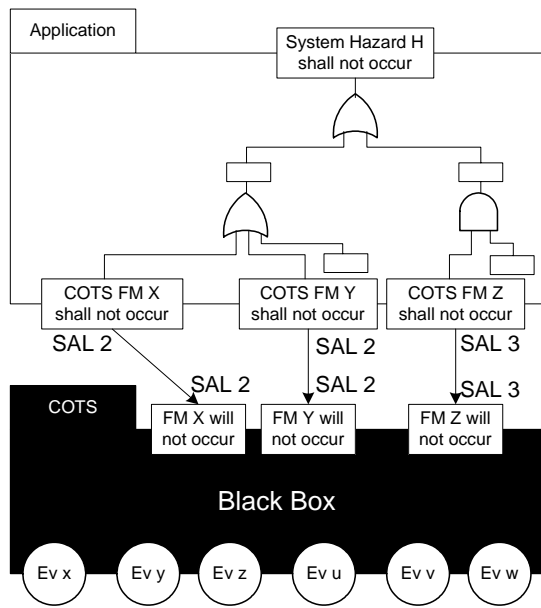 Application
System Hazard H
shall not occur
COTS FM X
shall not occur
COTS FM Y
shall not occur
COTS FM Z
shall not occur
SAL 2
SAL 2
SAL 3
SAL 2
SAL 2
SAL 3
COTS
FM X will
not occur
FM Y will
not occur
FM Z will
not occur
Black Box
Ev x
Ev y
Ev z
Ev u
Ev v
Ev w